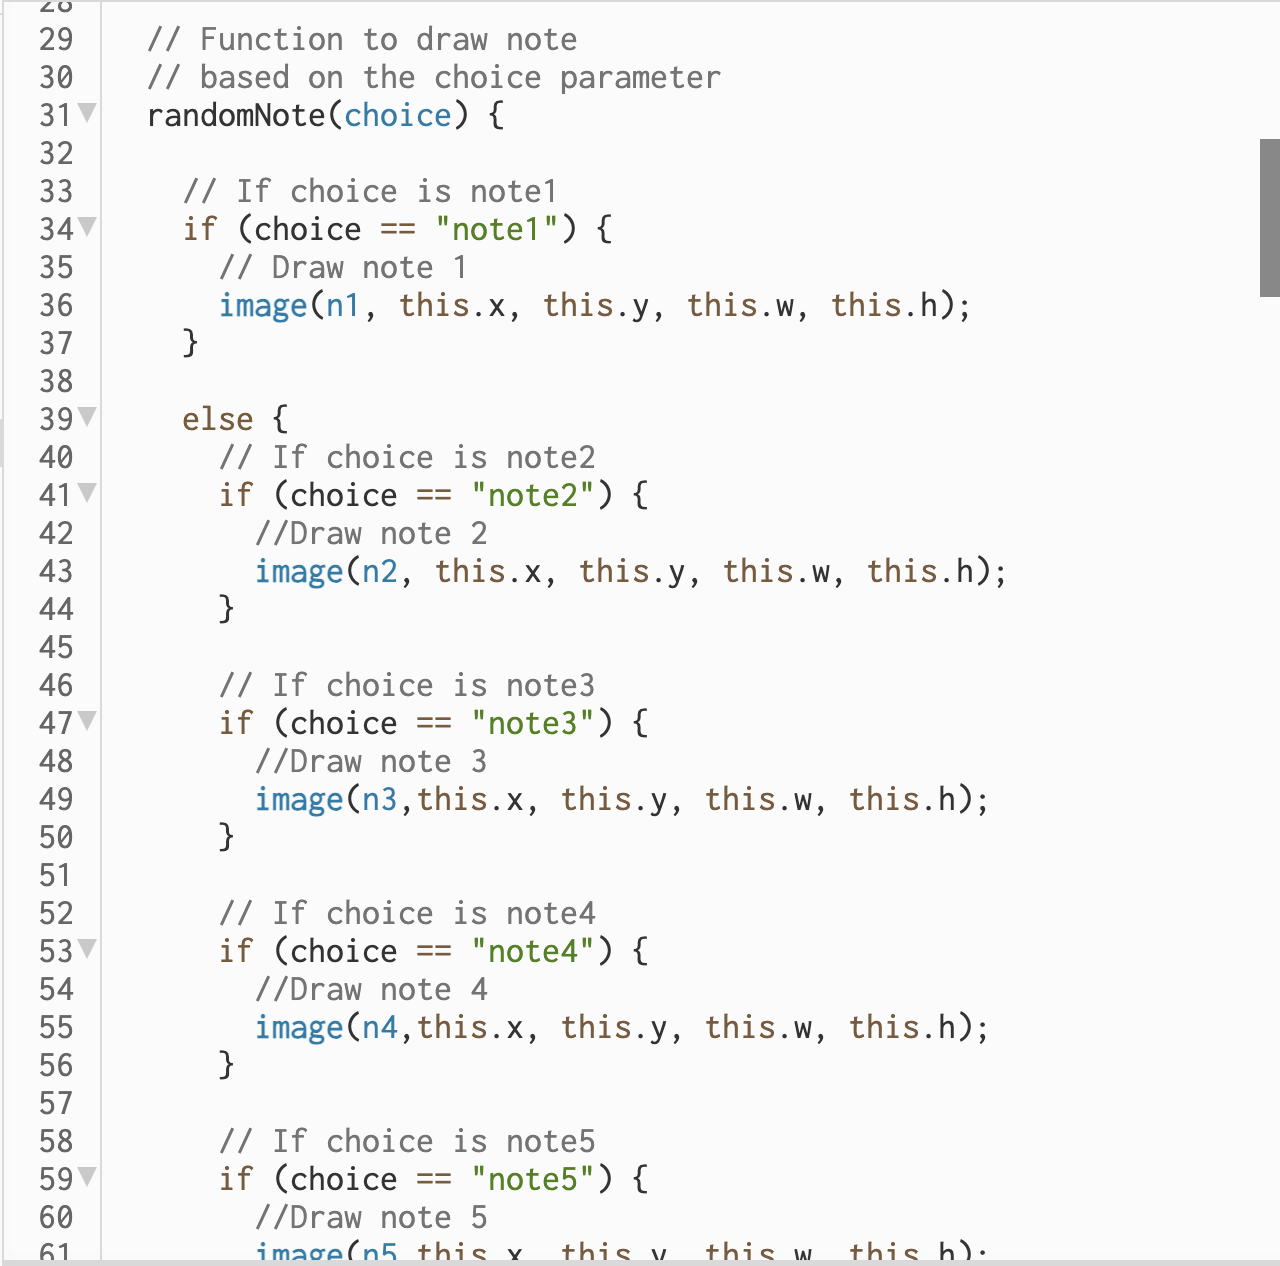 28
29 // Function to draw note
30 // based on the choice parameter
31 randomNote(choice) {
32
33 // If choice is note1
34 if (choice == "note1") {
35 // Draw note 1
36 image(n1, this.x, this.y, this.w, this.h);
37 }
38
39 else {
40 // If choice is note2
41 if (choice == "note2") {
42 //Draw note 2
43 image(n2, this.x, this.y, this.w, this.h);
44 }
45
46 // If choice is note3
47 if (choice == "note3") {
48 //Draw note 3
49 image(n3,this.x, this.y, this.w, this.h);
50 }
51
52 // If choice is note4
53 if (choice == "note4") {
54 //Draw note 4
55 image(n4,this.x, this.y, this.w, this.h);
56 }
57
58 // If choice is note5
59 if (choice == "note5") {
60 //Draw note 5
61 image(n5,this.x, this.y, this.w, this.h);